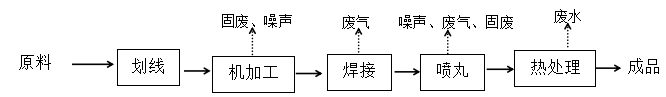 固废、噪声
废气
噪声、废气、固废
废水
原料
划线
机加工
焊接
喷丸
热处理
成品